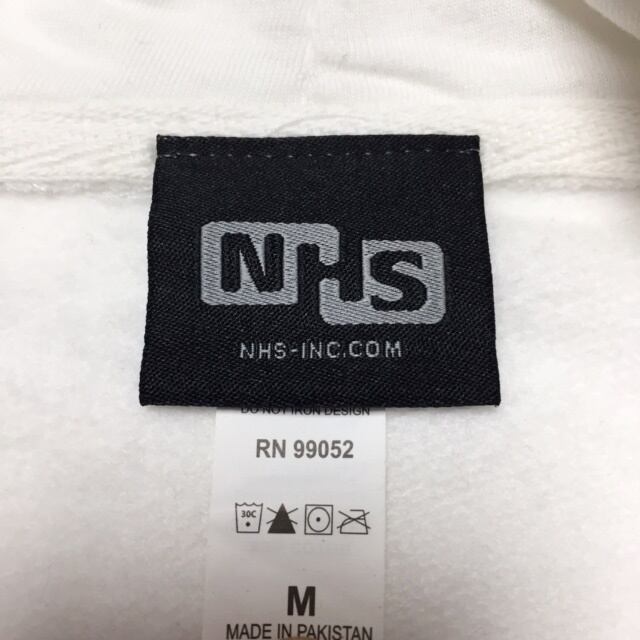 NHS
NHS-INC.COM
DO NOT IRON DESIGN
RN 99052
30C
M
MADE IN PAKISTAN